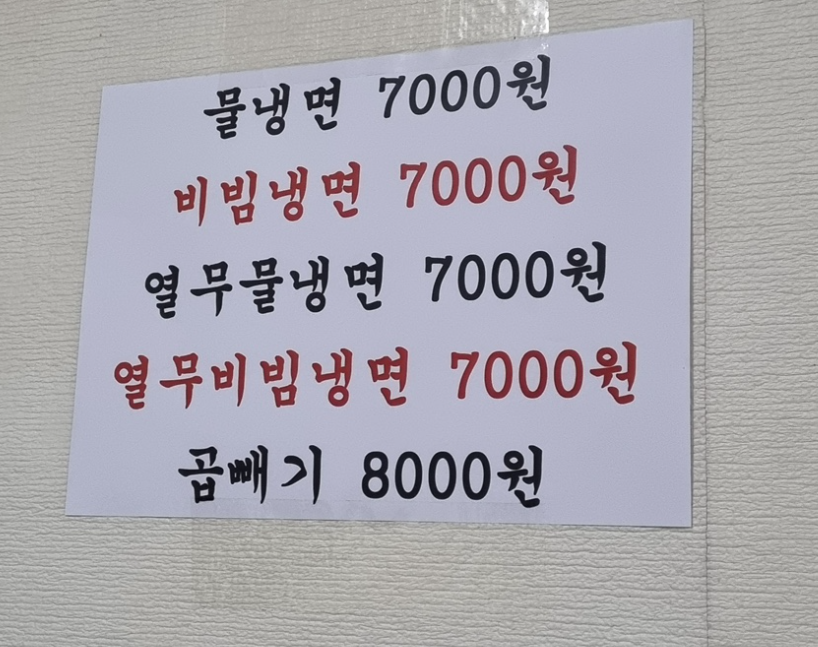 물냉면 7000원
비빔냉면 7000원
열무물냉면 7000원
열무비빔냉면 7000원
곱빼기 8000원